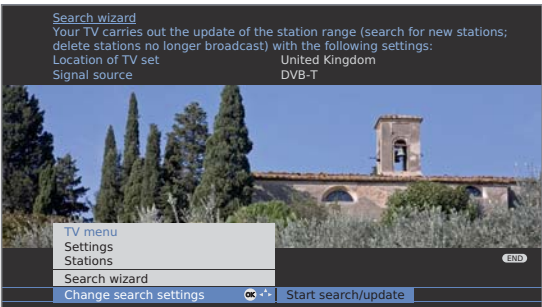 Search wizard
Your TV carries out the update of the station range (search for new stations;
delete stations no longer broadcast) with the following settings:
Location of TV set United Kingdom
Signal source DVB-T
TV menu
Settings
Stations
END
Search wizard
Change search settings OK Start search/update